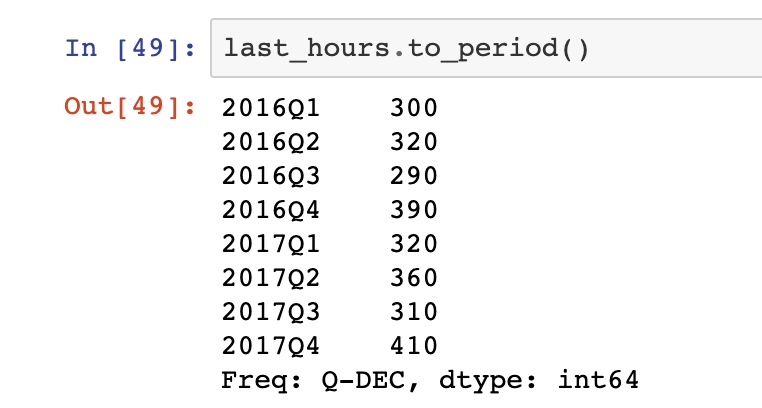 In [49]: last_hours.to_period()
Out[49]: 2016Q1    300
2016Q2    320
2016Q3    290
2016Q4    390
2017Q1    320
2017Q2    360
2017Q3    310
2017Q4    410
Freq: Q-DEC, dtype: int64